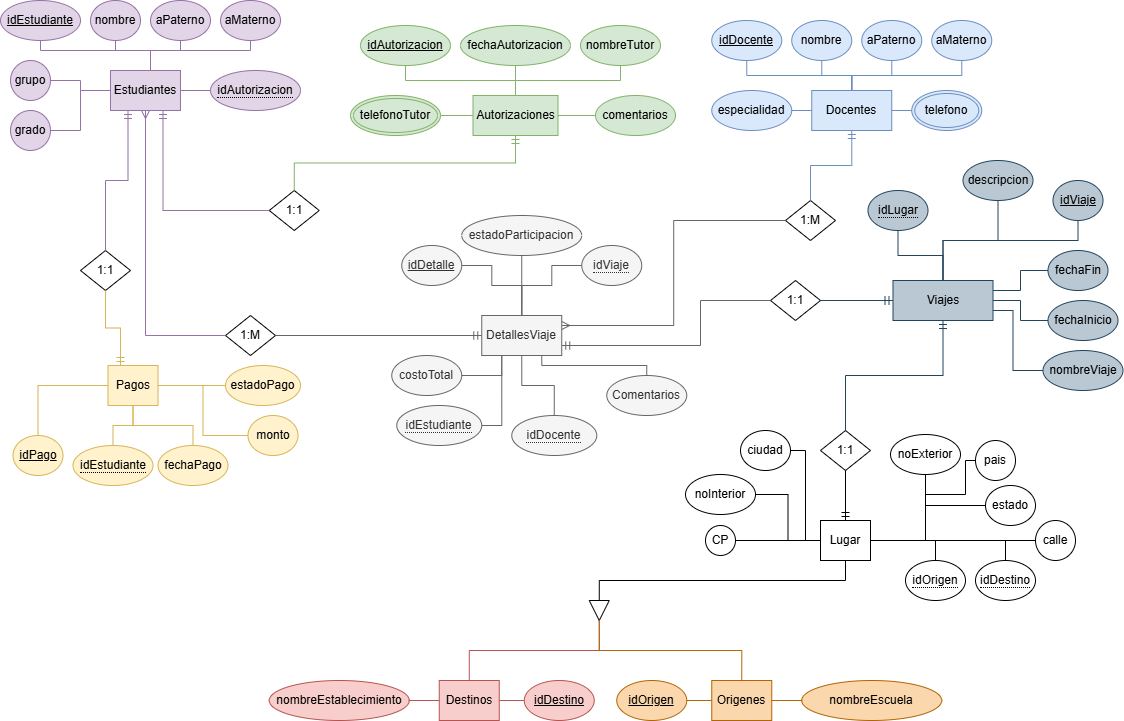 idEstudiante
nombre
aPaterno
aMaterno
grupo
Estudiantes
idAutorizacion
grado
idAutorizacion
fechaAutorizacion
nombreTutor
telefonoTutor
Autorizaciones
comentarios
idDocente
nombre
aPaterno
aMaterno
especialidad
Docentes
telefono
descripcion
idLugar
idViaje
fechaFin
Viajes
fechaInicio
nombreViaje
1:1
1:M
1:1
1:1
1:M
estadoParticipacion
idDetalle
idViaje
DetallesViaje
costoTotal
Comentarios
idEstudiante
idDocente
Pagos
estadoPago
monto
idPago
idEstudiante
fechaPago
1:1
ciudad
noExterior
pais
noInterior
estado
CP
Lugar
calle
idOrigen
idDestino
nombreEstablecimiento
Destinos
idDestino
idOrigen
Origenes
nombreEscuela